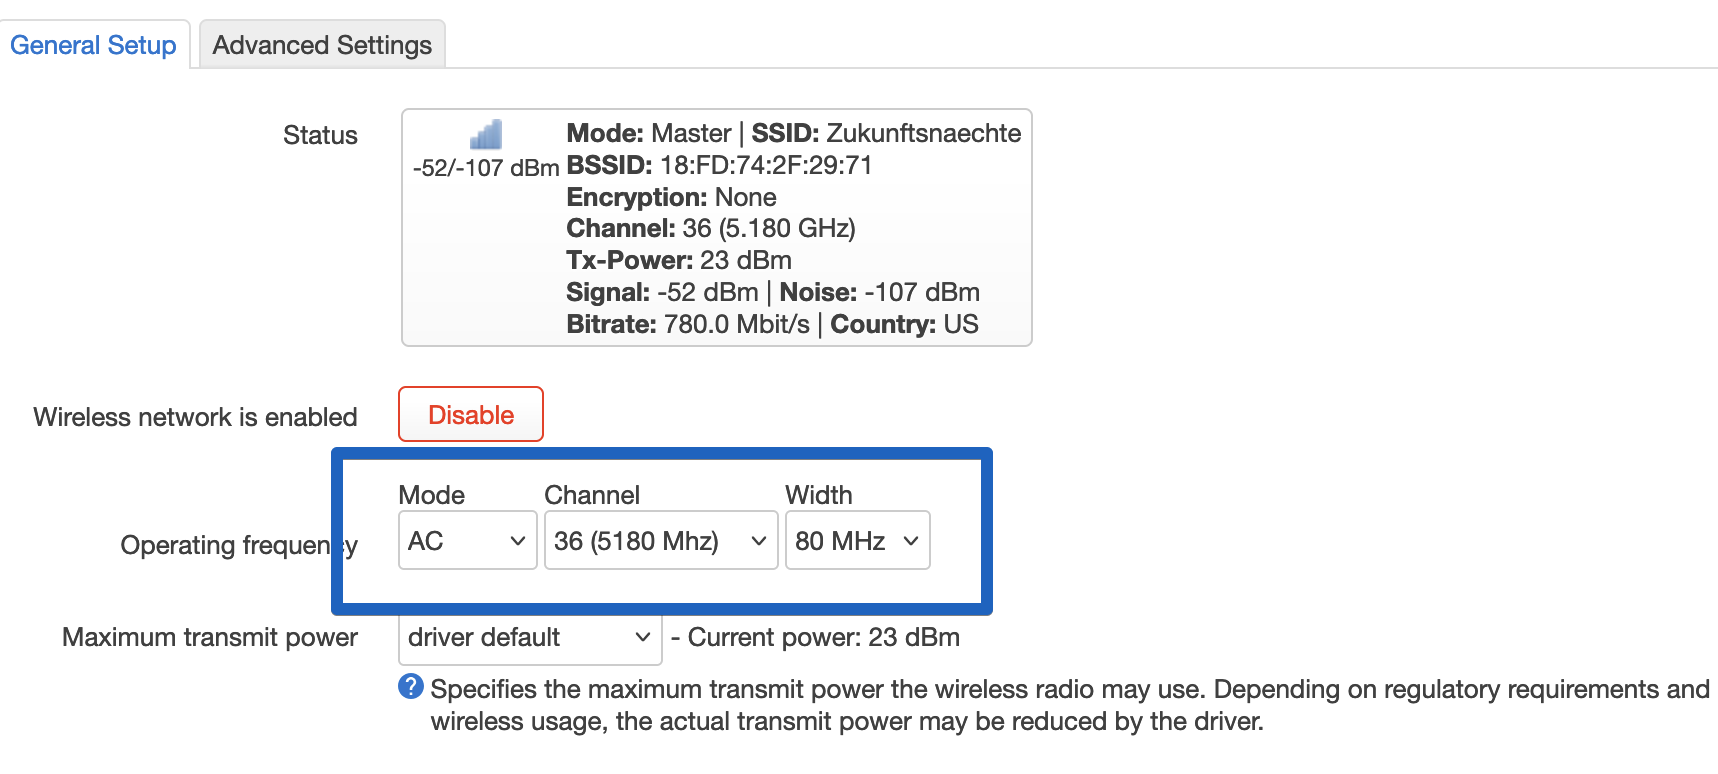 General Setup
Advanced Settings
Status
-52/-107 dBm
Mode: Master | SSID: Zukunftsnaechte
BSSID: 18:FD:74:2F:29:71
Encryption: None
Channel: 36 (5.180 GHz)
Tx-Power: 23 dBm
Signal: -52 dBm | Noise: -107 dBm
Bitrate: 780.0 Mbit/s | Country: US
Wireless network is enabled
Disable
Operating frequency
Mode
Channel
Width
AC
36 (5180 Mhz)
80 MHz
Maximum transmit power
driver default
- Current power: 23 dBm
? Specifies the maximum transmit power the wireless radio may use. Depending on regulatory requirements and
wireless usage, the actual transmit power may be reduced by the driver.